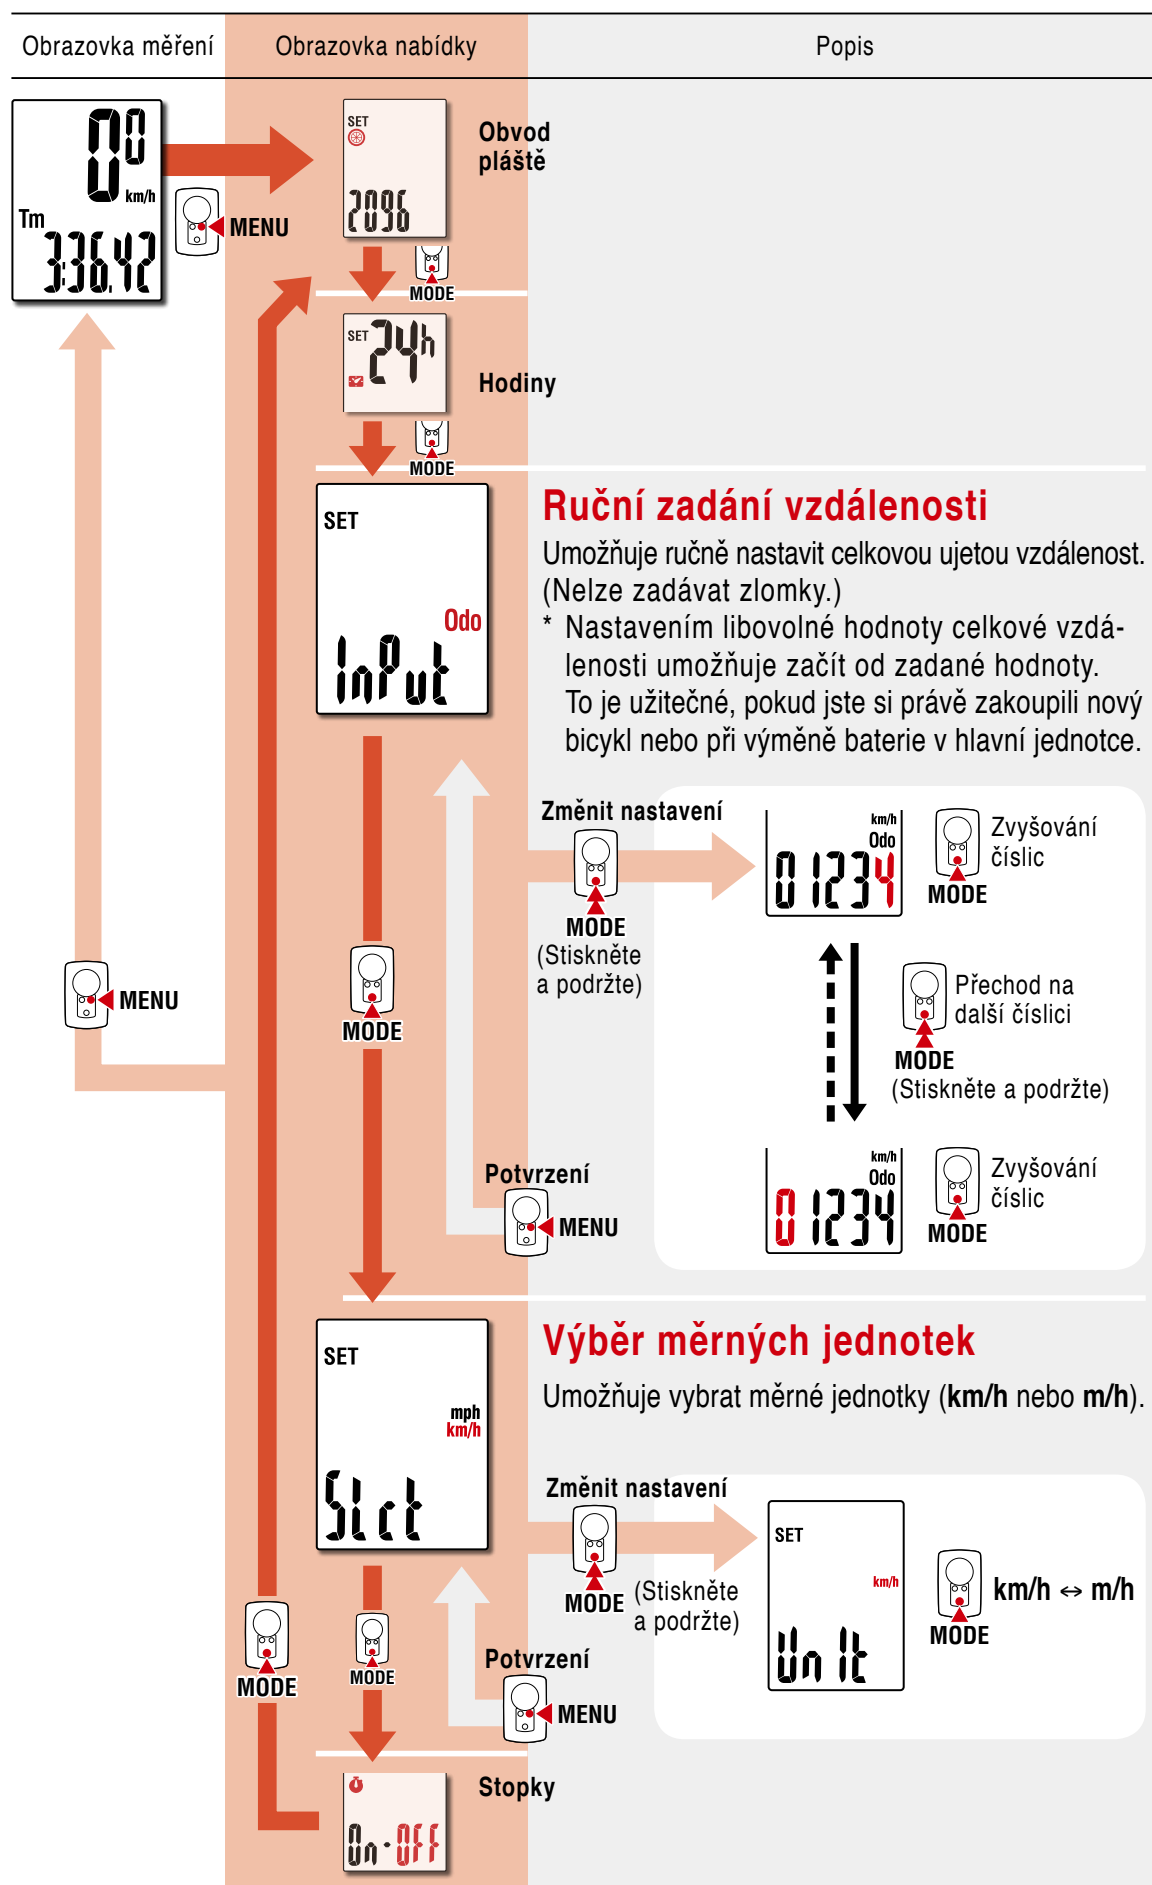 Obrazovka měření
Obrazovka nabídky
Popis
00
km/h
Tm
3:36.42
MENU
SET
2096
Obvod
pláště
MODE
SET
24h
Hodiny
MODE
SET
Odo
InPut
Ruční zadání vzdálenosti
Umožňuje ručně nastavit celkovou ujetou vzdálenost.
(Nelze zadávat zlomky.)
* Nastavením libovolné hodnoty celkové vzdá-
lenosti umožňuje začít od zadané hodnoty.
To je užitečné, pokud jste si právě zakoupili nový
bicykl nebo při výměně baterie v hlavní jednotce.
Změnit nastavení
MODE
(Stiskněte
a podržte)
km/h
Odo
01234
MODE
Zvyšování
číslic
MENU
MODE
Přechod na
další číslici
MODE
(Stiskněte a podržte)
km/h
Odo
01234
MODE
Zvyšování
číslic
Potvrzení
MENU
SET
mph
km/h
Slct
Výběr měrných jednotek
Umožňuje vybrat měrné jednotky (km/h nebo m/h).
Změnit nastavení
MODE
(Stiskněte
a podržte)
SET
km/h
Unit
MODE
km/h ⇔ m/h
MODE
MODE
Potvrzení
MENU
On-OFF
Stopky